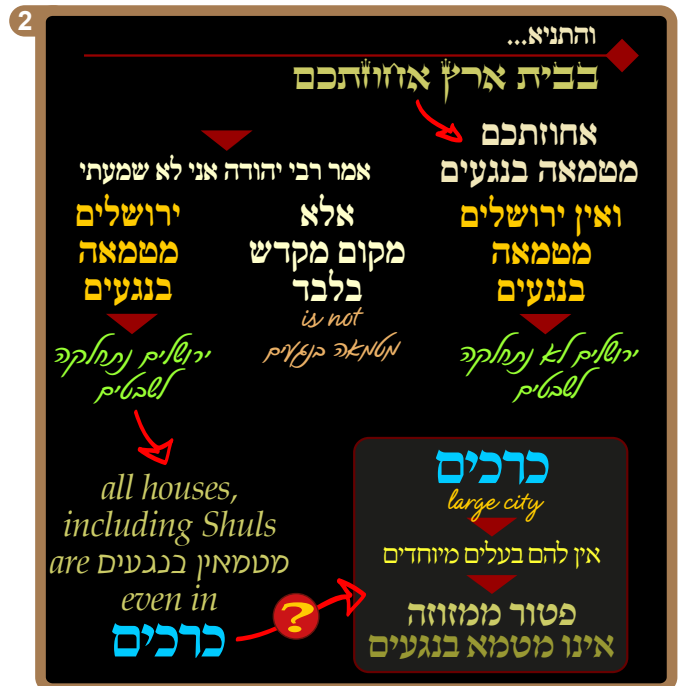 2
והתניא...
בבית ארץ אחוזתכם
אחוזתכם
מטמאה בנגעים
ואין ירושלים
מטמאה
בנגעים
ירושלים לא נתחלקה
לשבטים
אמר רבי יהודה אני לא שמעתי
אלא
מקום מקדש
בלבד
is not
מטמאה בנגעים
ירושלים
מטמאה
בנגעים
ירושלים נתחלקה
לשבטים
all houses,
including Shuls
are מטמאין בנגעים
even in
כרכים
?
כרכים
large city
אין להם בעלים מיוחדים
פטור ממזוזה
אינו מטמא בנגעים